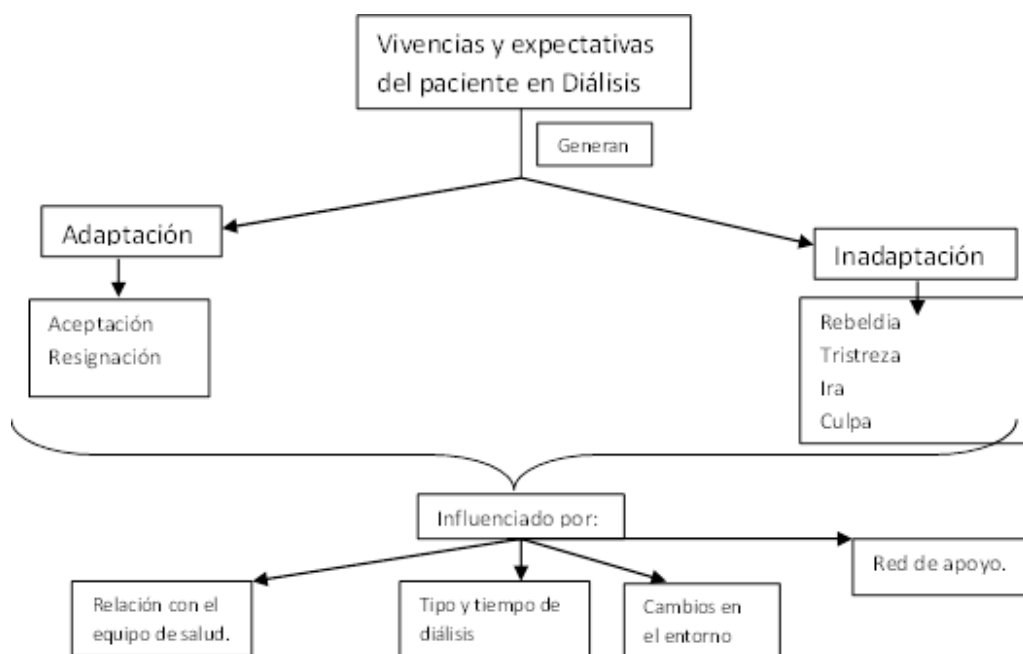 Vivencias y expectativas
del paciente en Diálisis
Generan
Adaptación
Inadaptación
Aceptación
Resignación
Rebeldia
Tristreza
Ira
Culpa
Influenciado por:
Red de apoyo.
Relación con el
equipo de salud.
Tipo y tiempo de
diálisis
Cambios en
el entorno